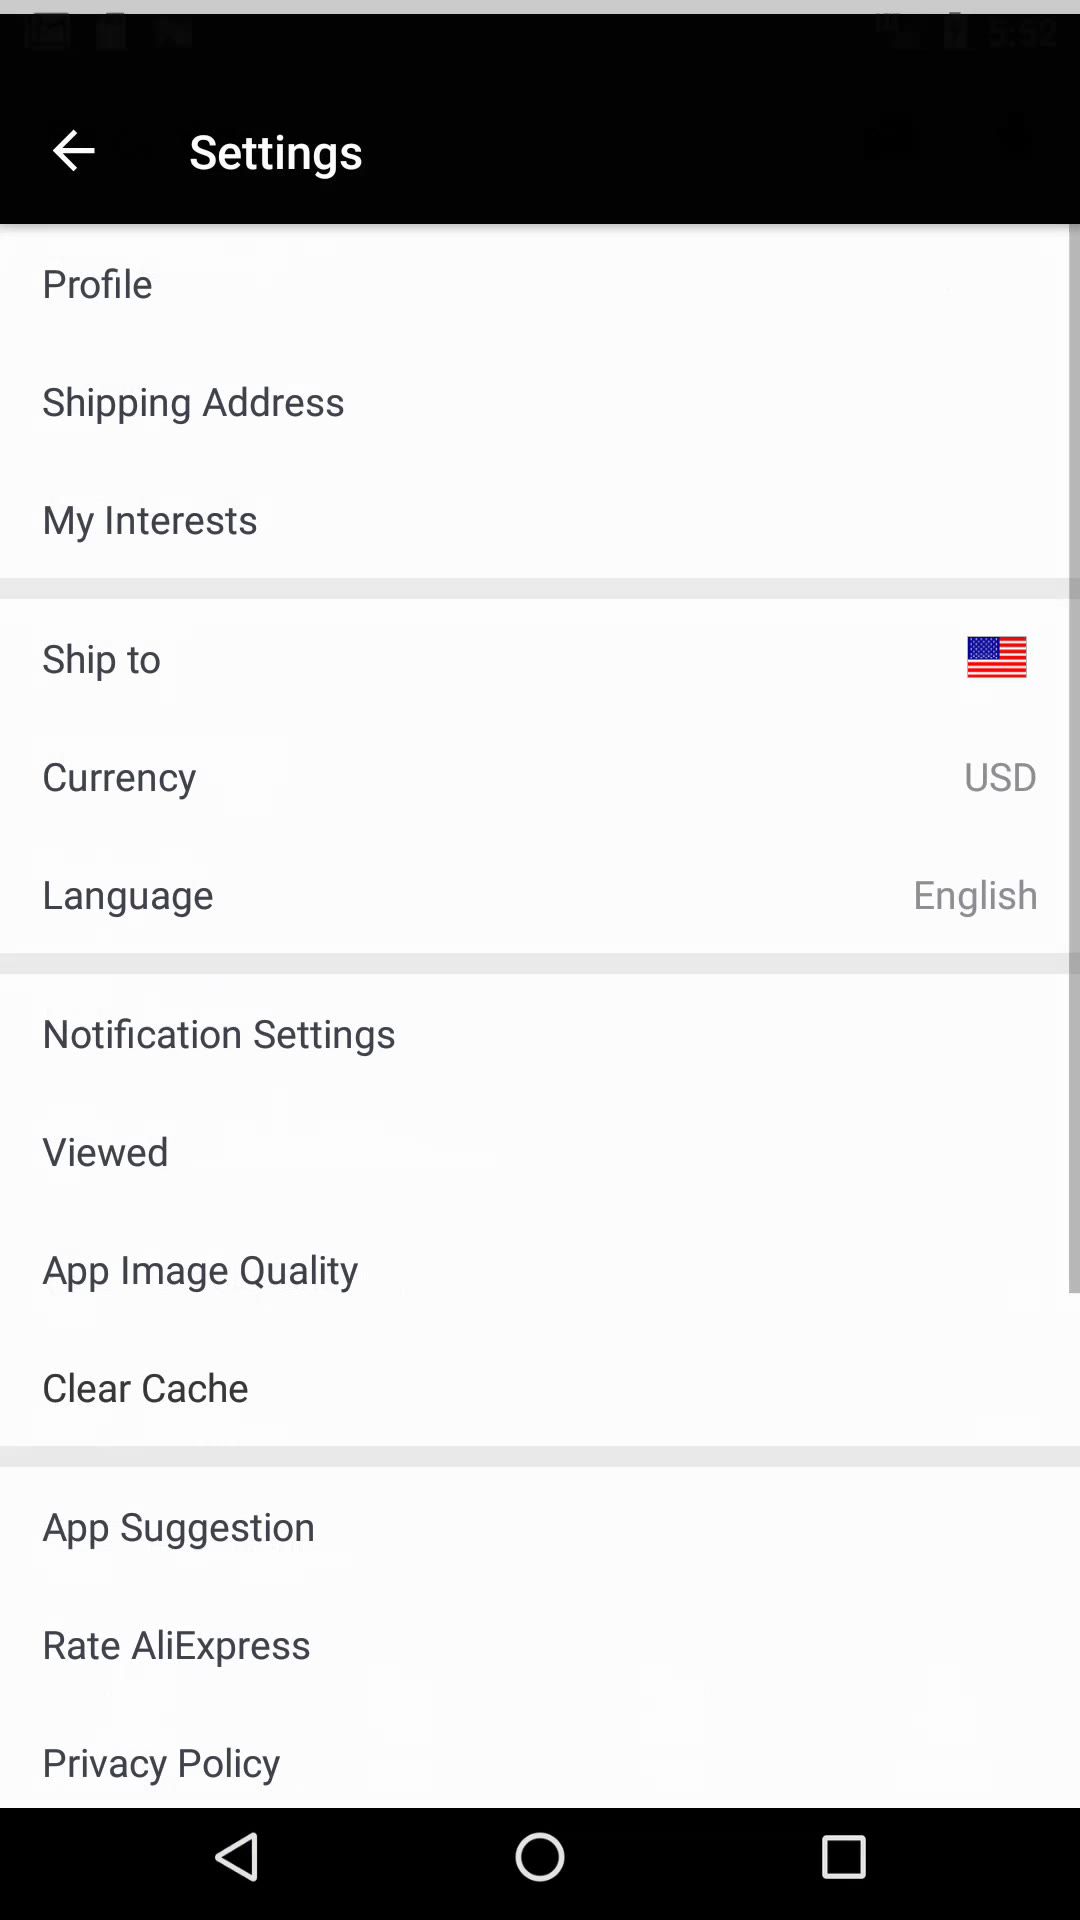 5:52
Settings
Profile
Shipping Address
My Interests
Ship to
Currency USD
Language English
Notification Settings
Viewed
App Image Quality
Clear Cache
App Suggestion
Rate AliExpress
Privacy Policy